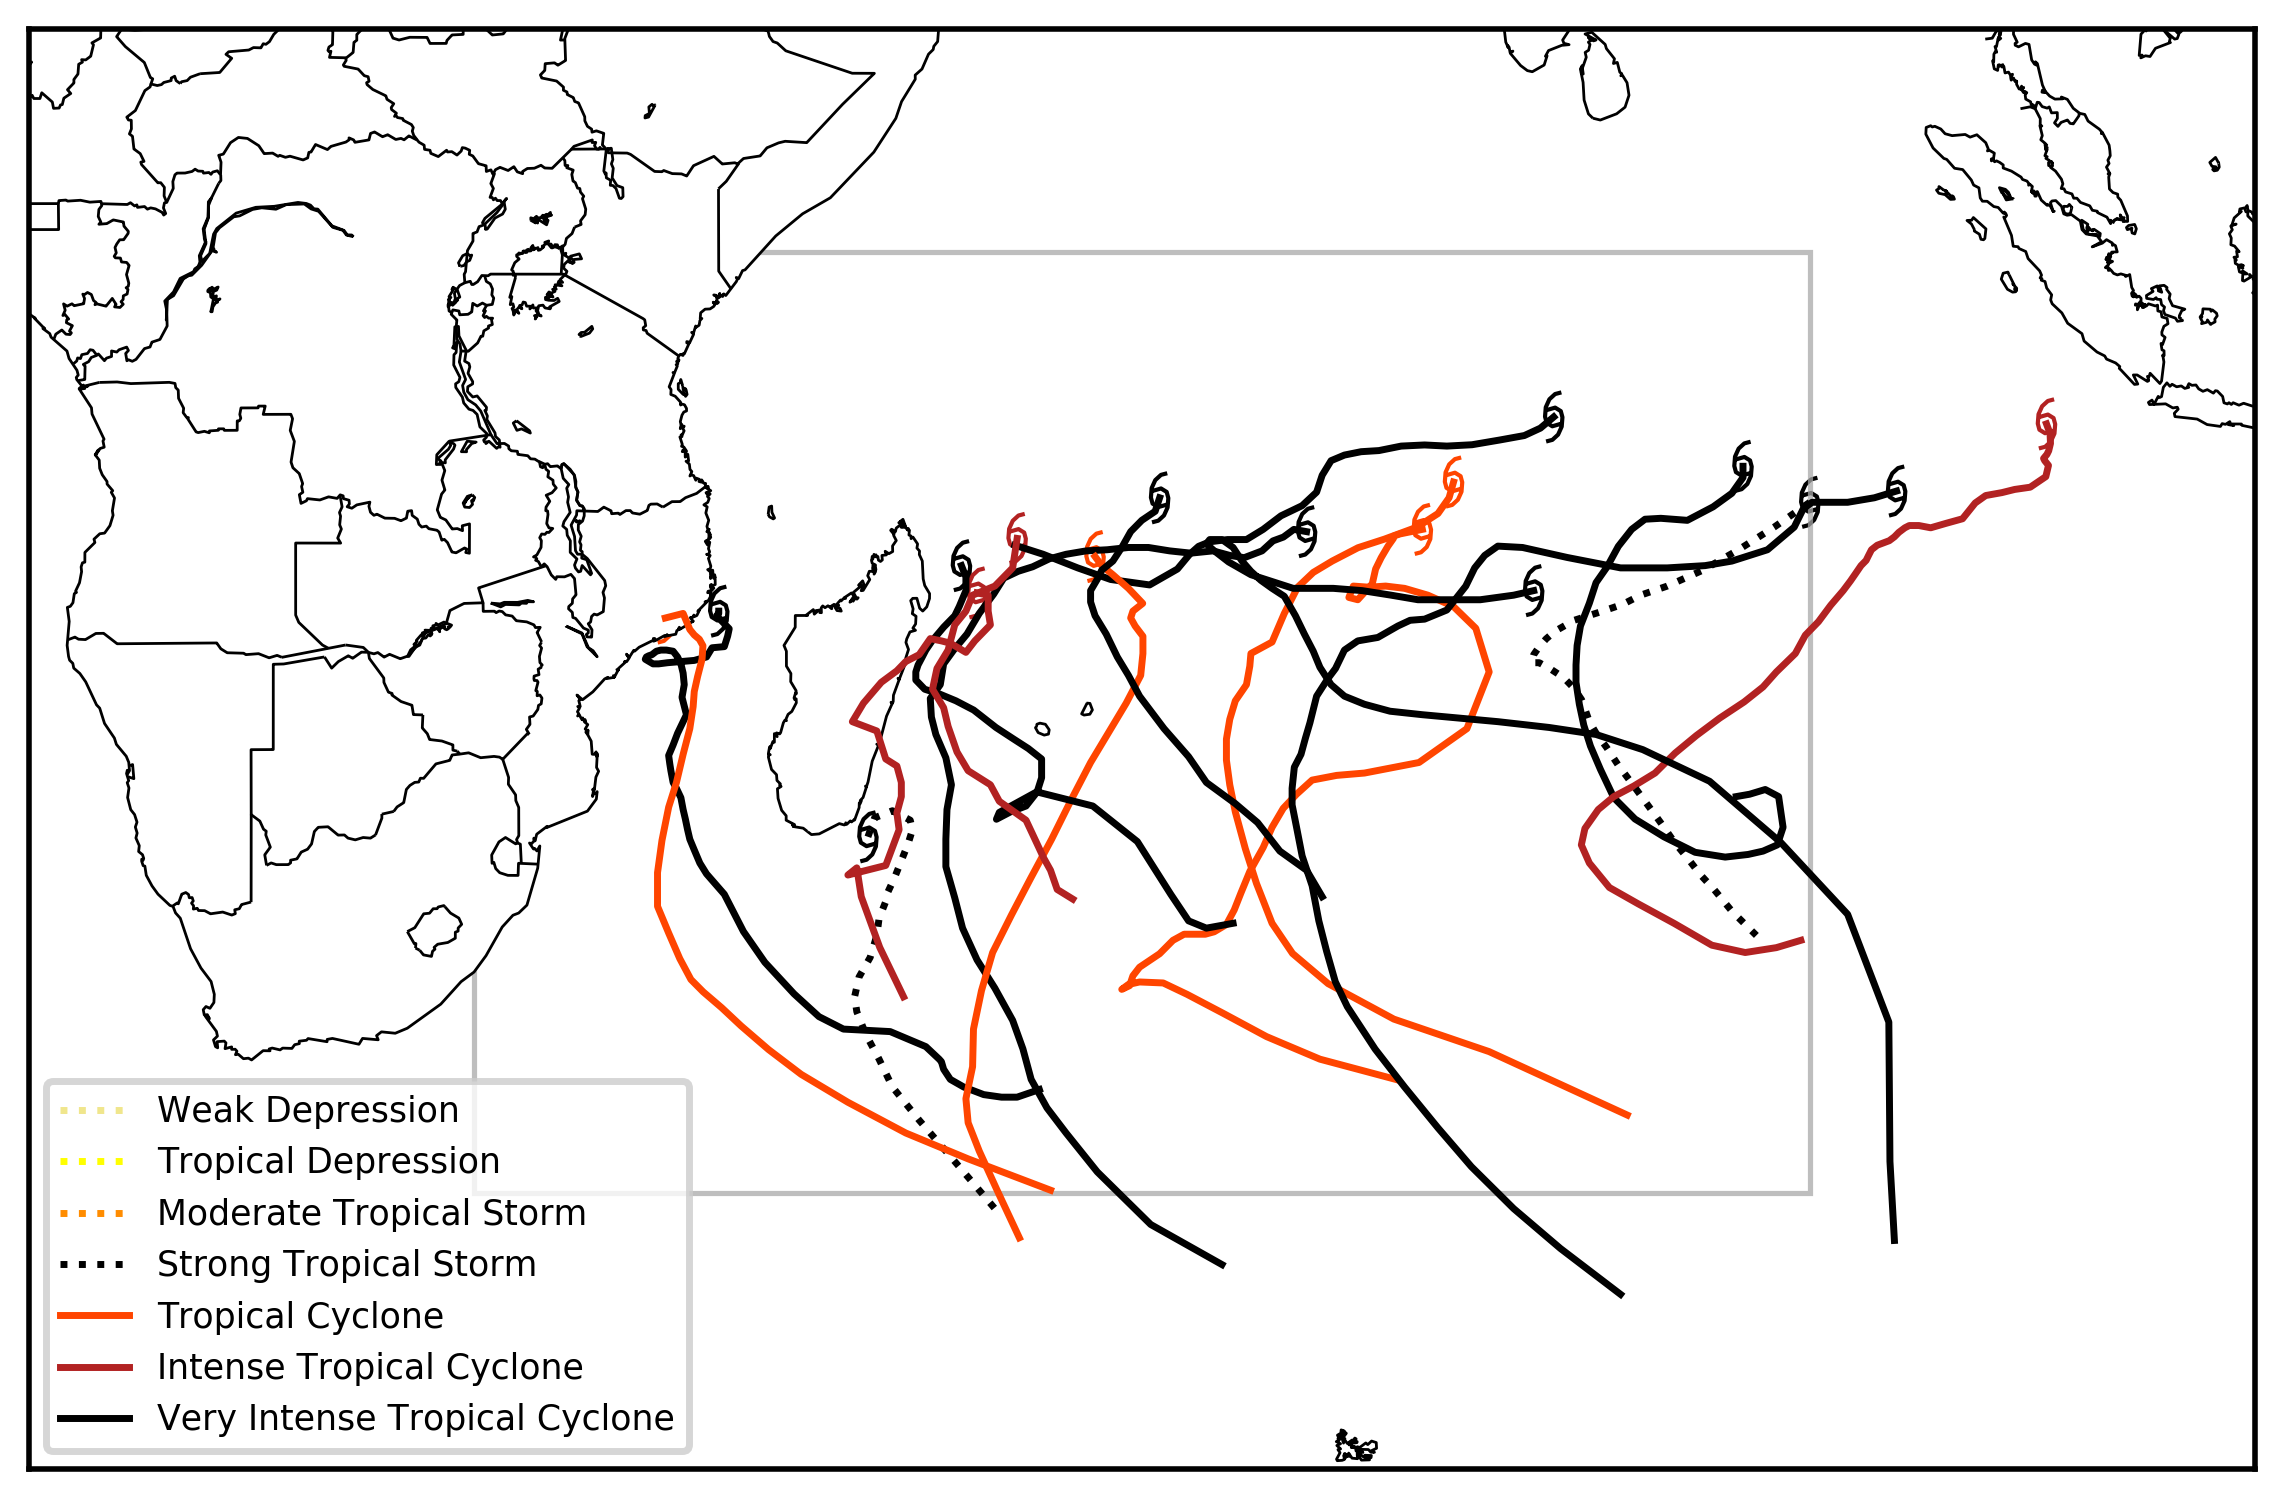 Weak Depression
Tropical Depression
Moderate Tropical Storm
Strong Tropical Storm
Tropical Cyclone
Intense Tropical Cyclone
Very Intense Tropical Cyclone